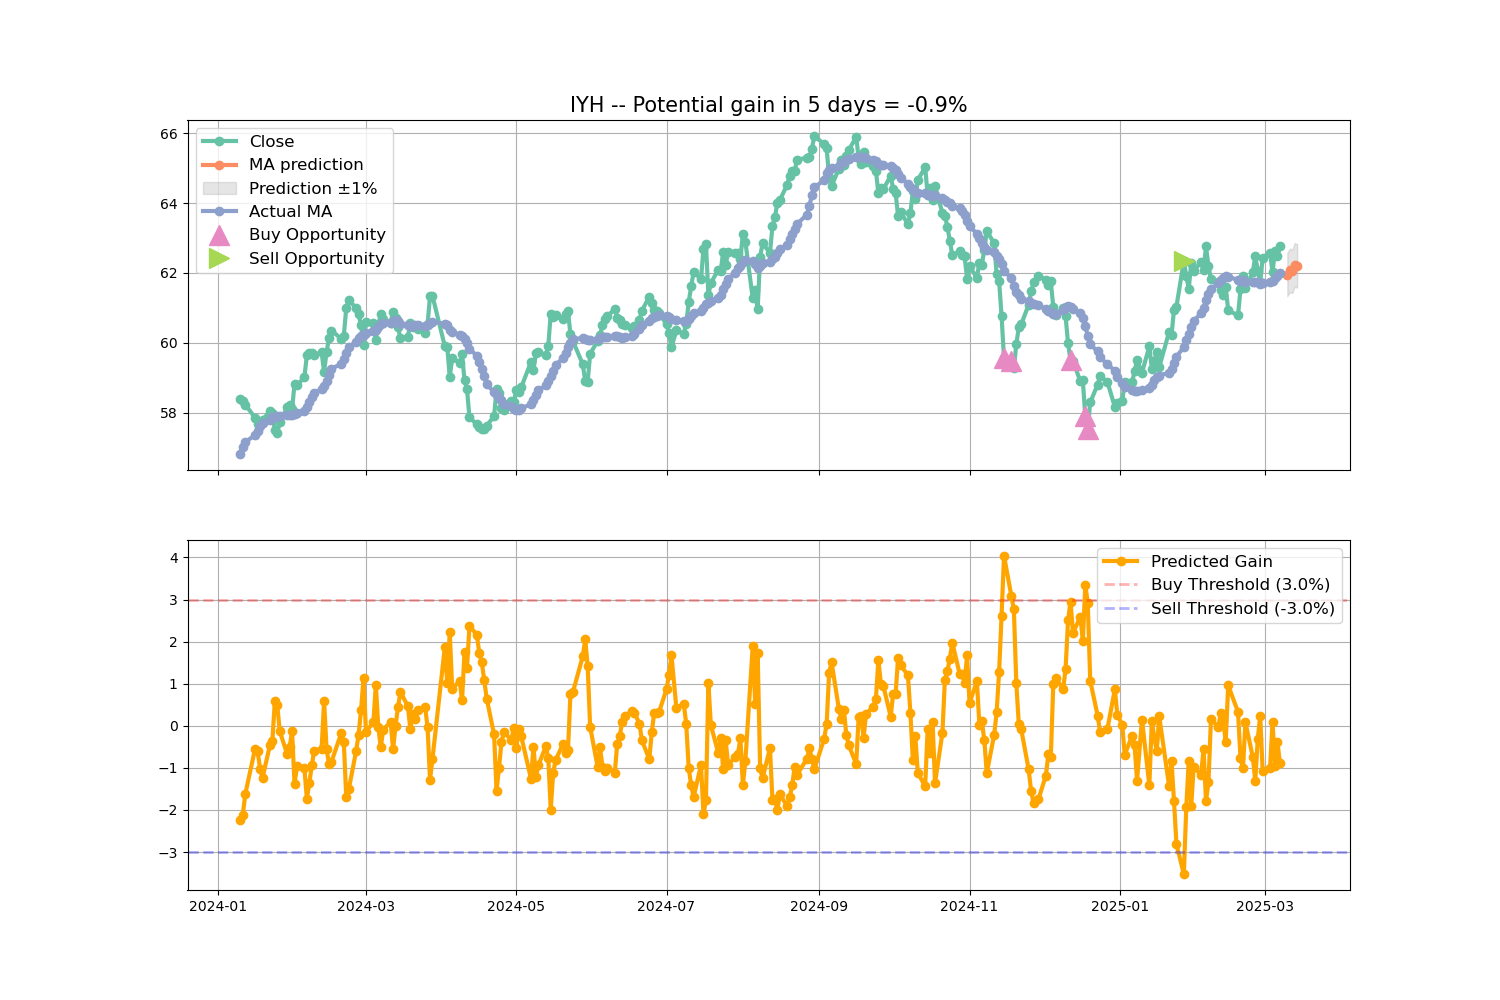 IYH -- Potential gain in 5 days = -0.9%
66
64
62
60
58
Close
MA prediction
Prediction ±1%
Actual MA
Buy Opportunity
Sell Opportunity
4
3
2
1
0
−1
−2
−3
Predicted Gain
Buy Threshold (3.0%)
Sell Threshold (-3.0%)
2024-01
2024-03
2024-05
2024-07
2024-09
2024-11
2025-01
2025-03